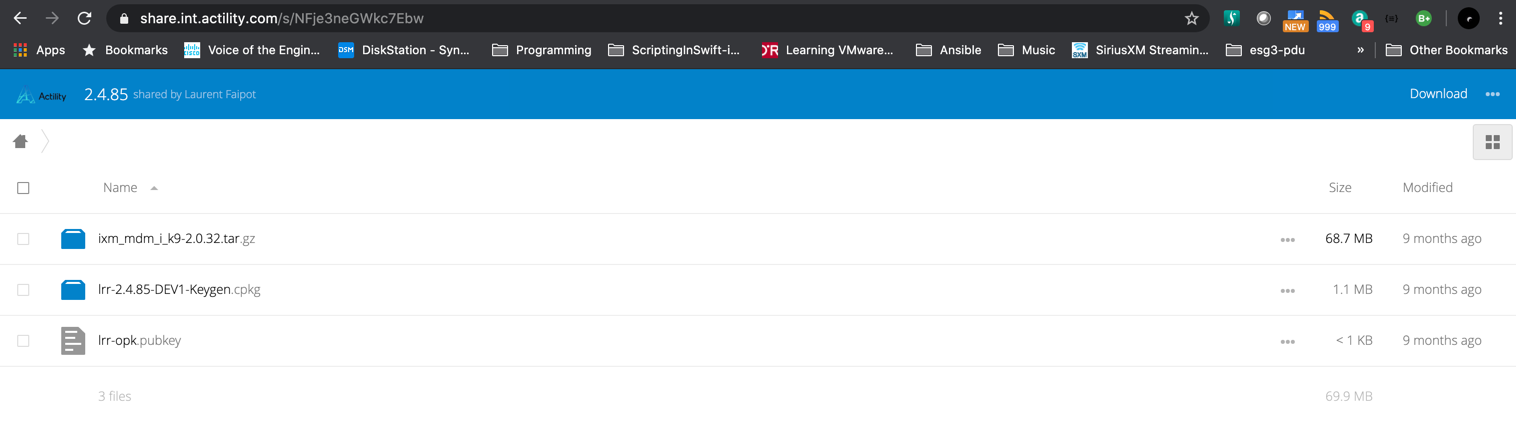 share.int.actility.com/s/NFje3neGWkc7Ebw
NEW 999 9 {≡} B+
Apps Bookmarks Voice of the Engin... DSM DiskStation - Syn... Programming ScriptingInSwift-i... Learning VMware... Ansible Music SXM SiriusXM Streamin... esg3-pdu » Other Bookmarks
Actility 2.4.85 shared by Laurent Faipot Download
Name Size Modified
ixm_mdm_i_k9-2.0.32.tar.gz 68.7 MB 9 months ago
lrr-2.4.85-DEV1-Keygen.cpkg 1.1 MB 9 months ago
lrr-opk.pubkey < 1 KB 9 months ago
3 files 69.9 MB